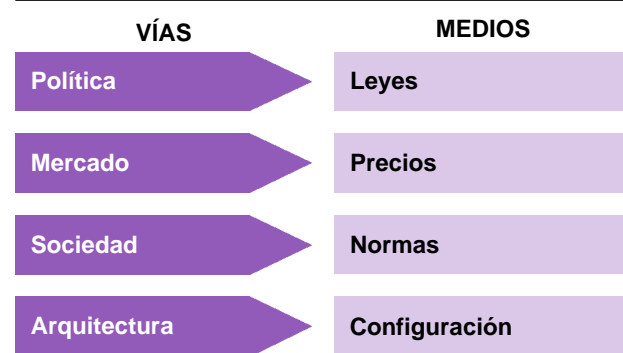 VÍAS MEDIOS
Política Leyes
Mercado Precios
Sociedad Normas
Arquitectura Configuración